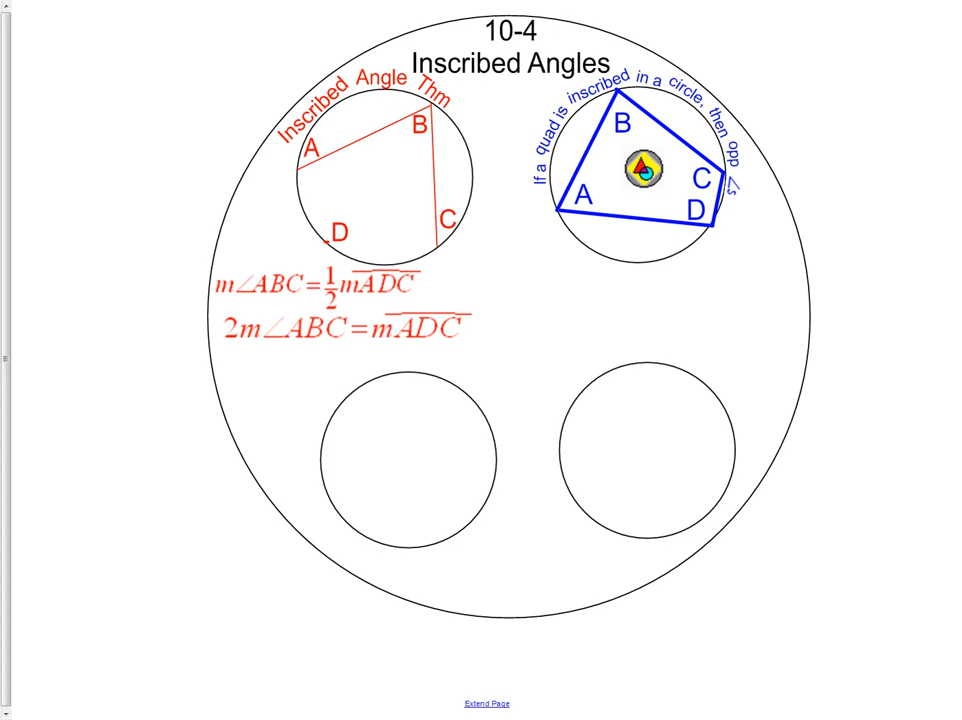 10-4
Inscribed Angles
Inscribed Angle Thm
A
B
C
D
m∠ABC = 1/2 mADC
2m∠ABC = mADC
If a quad is inscribed in a circle, then opp ∠s
B
A
C
D
Extend Page